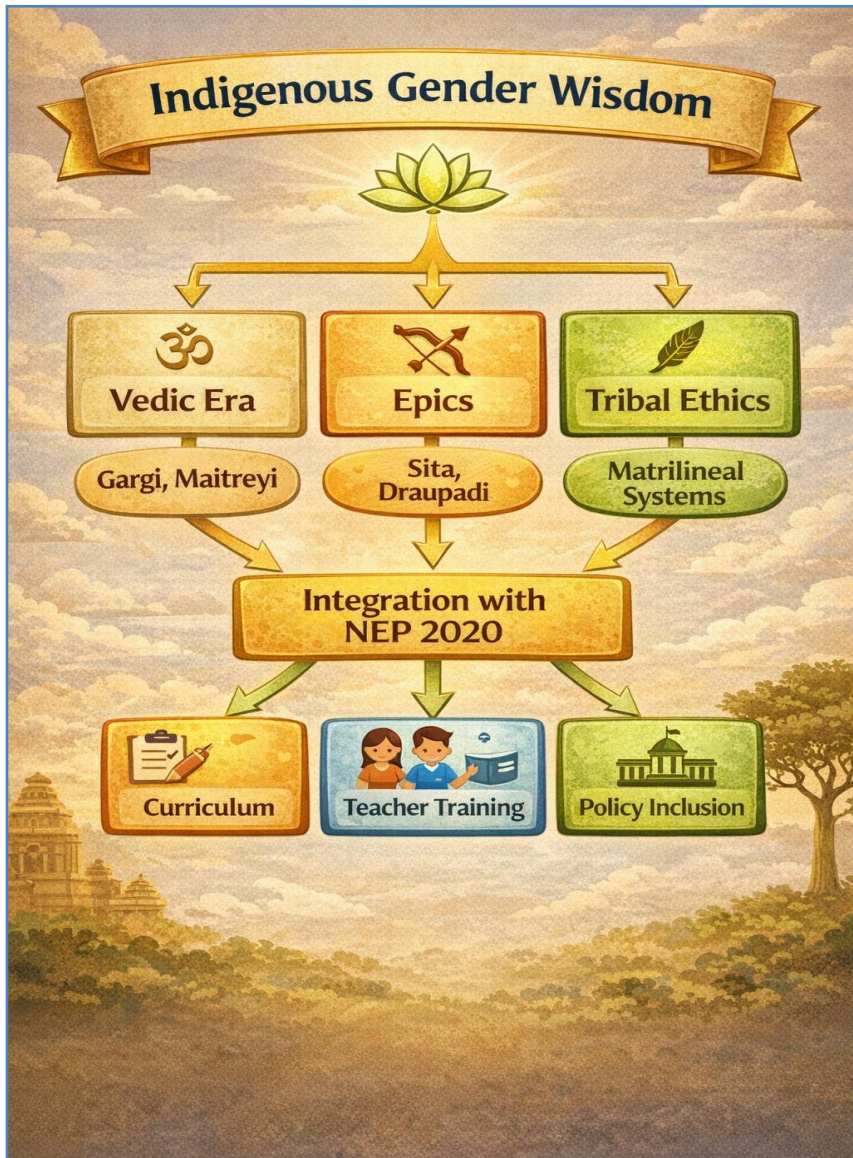 Indigenous Gender Wisdom
ॐ
Vedic Era
Epics
Tribal Ethics
Gargi, Maitreyi
Sita,
Draupadi
Matrilineal
Systems
Integration with
NEP 2020
Curriculum
Teacher Training
Policy Inclusion